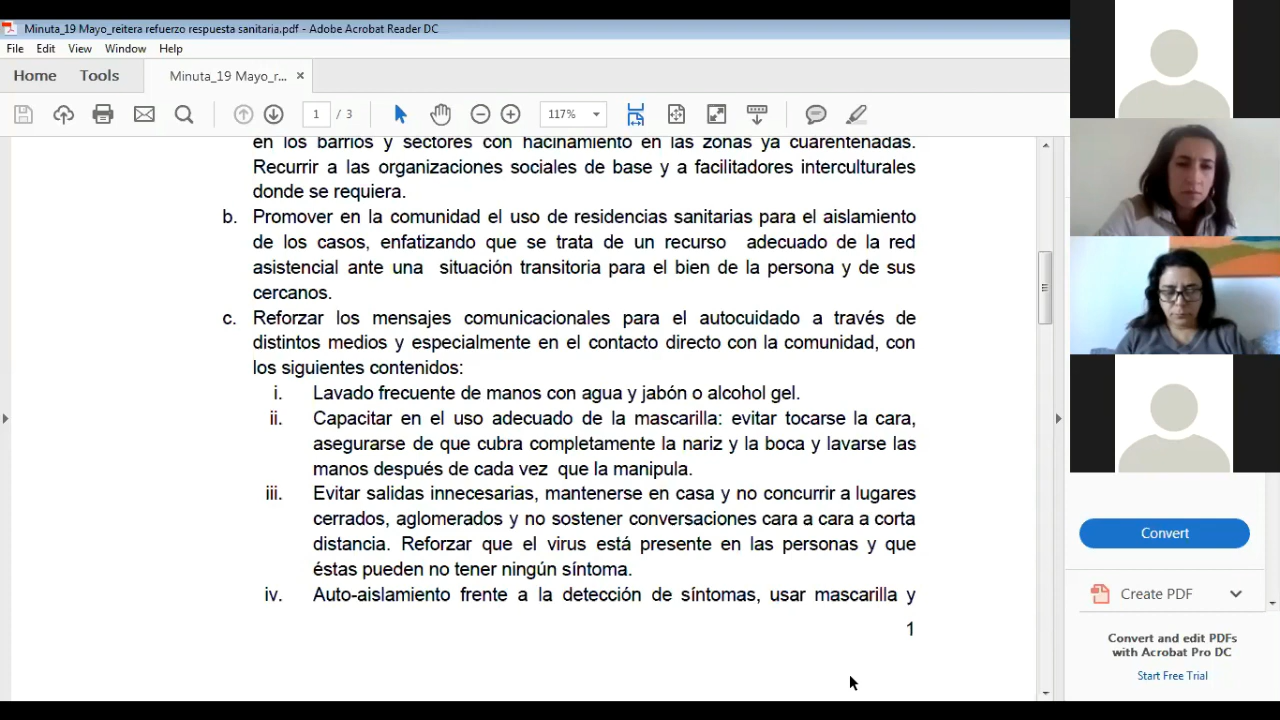 Minuta_19 Mayo_reitera refuerzo respuesta sanitaria.pdf - Adobe Acrobat Reader DC
File Edit View Window Help
Home Tools Minuta_19 Mayo_r... ×
1 / 3 117%
en los barrios y sectores con hacinamiento en las zonas ya cuarentenadas.
Recurrir a las organizaciones sociales de base y a facilitadores interculturales
donde se requiera.
b. Promover en la comunidad el uso de residencias sanitarias para el aislamiento
de los casos, enfatizando que se trata de un recurso adecuado de la red
asistencial ante una situación transitoria para el bien de la persona y de sus
cercanos.
c. Reforzar los mensajes comunicacionales para el autocuidado a través de
distintos medios y especialmente en el contacto directo con la comunidad, con
los siguientes contenidos:
i. Lavado frecuente de manos con agua y jabón o alcohol gel.
ii. Capacitar en el uso adecuado de la mascarilla: evitar tocarse la cara,
asegurarse de que cubra completamente la nariz y la boca y lavarse las
manos después de cada vez que la manipula.
iii. Evitar salidas innecesarias, mantenerse en casa y no concurrir a lugares
cerrados, aglomerados y no sostener conversaciones cara a cara a corta
distancia. Reforzar que el virus está presente en las personas y que
éstas pueden no tener ningún síntoma.
iv. Auto-aislamiento frente a la detección de síntomas, usar mascarilla y
1
Convert
Create PDF
Convert and edit PDFs
with Acrobat Pro DC
Start Free Trial